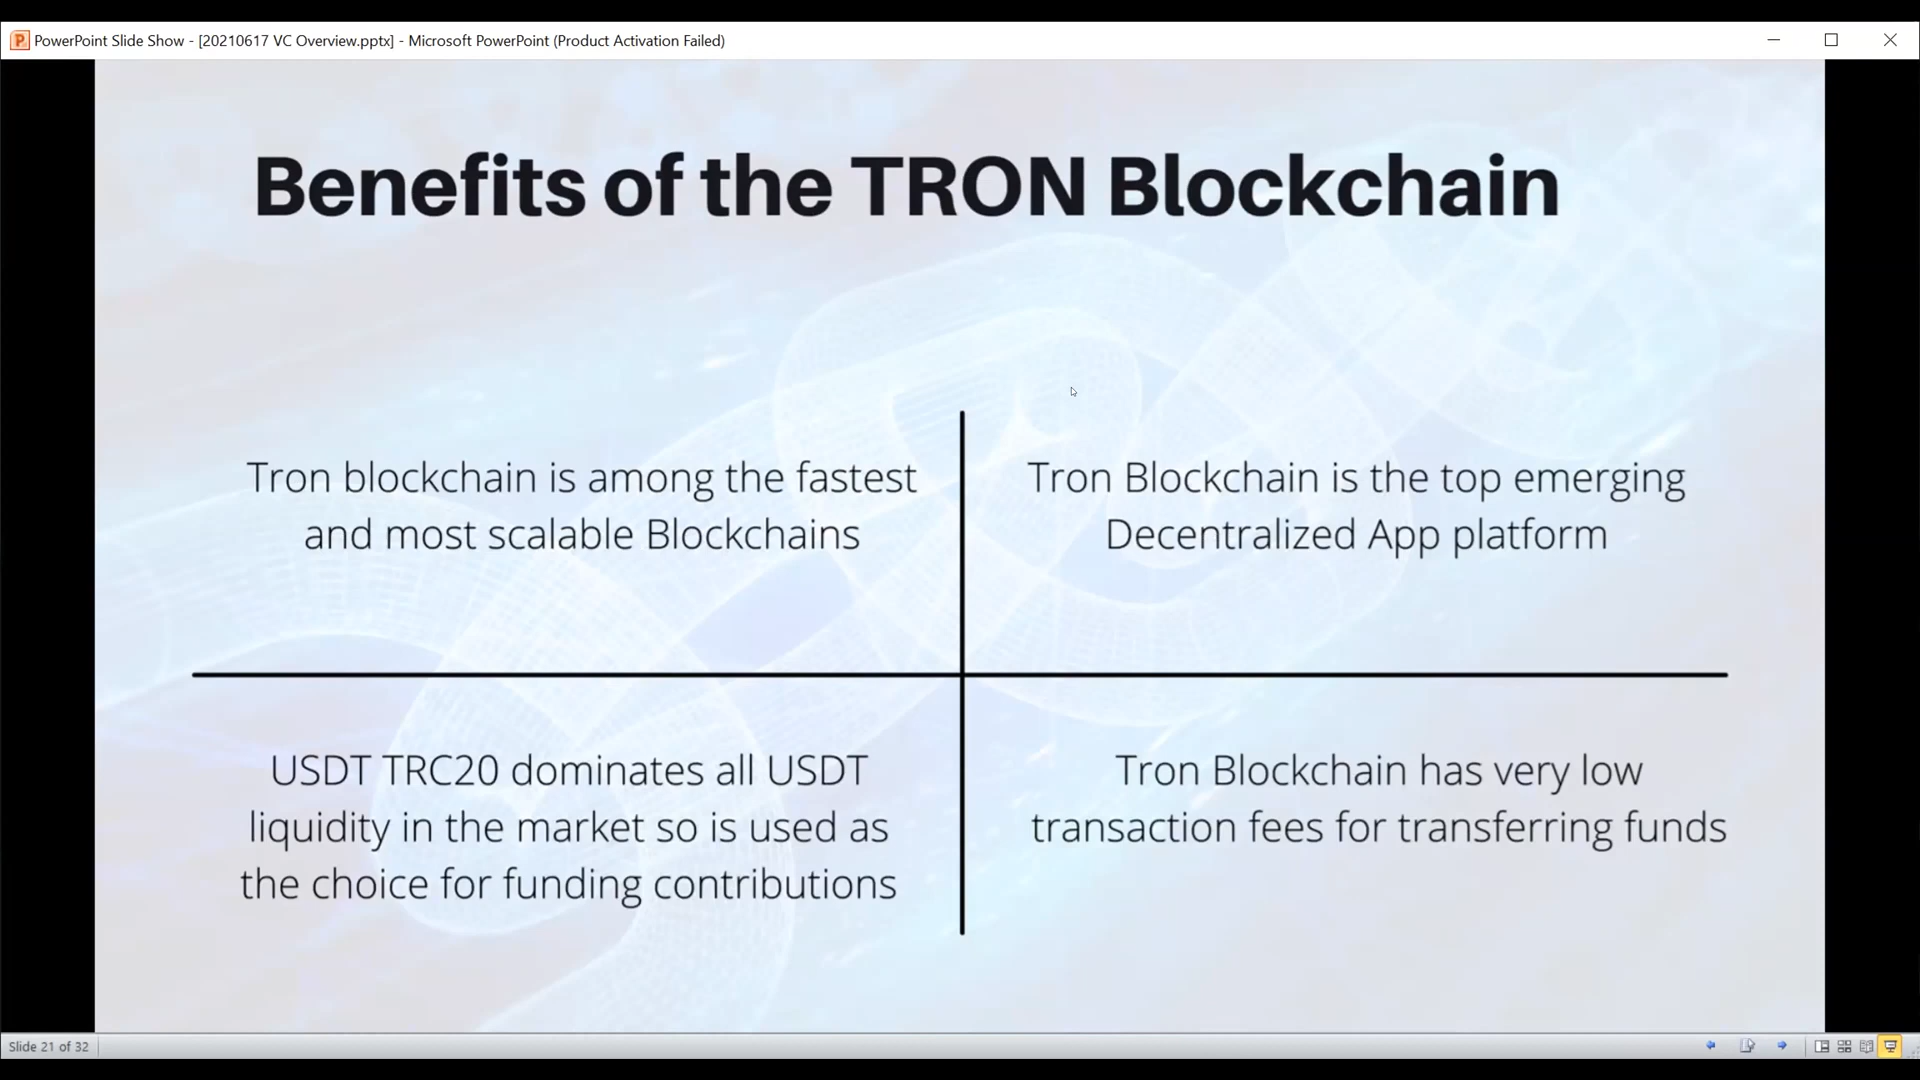 PowerPoint Slide Show - [20210617 VC Overview.pptx] - Microsoft PowerPoint (Product Activation Failed)
Benefits of the TRON Blockchain
Tron blockchain is among the fastest
and most scalable Blockchains
Tron Blockchain is the top emerging
Decentralized App platform
USDT TRC20 dominates all USDT
liquidity in the market so is used as
the choice for funding contributions
Tron Blockchain has very low
transaction fees for transferring funds
Slide 21 of 32